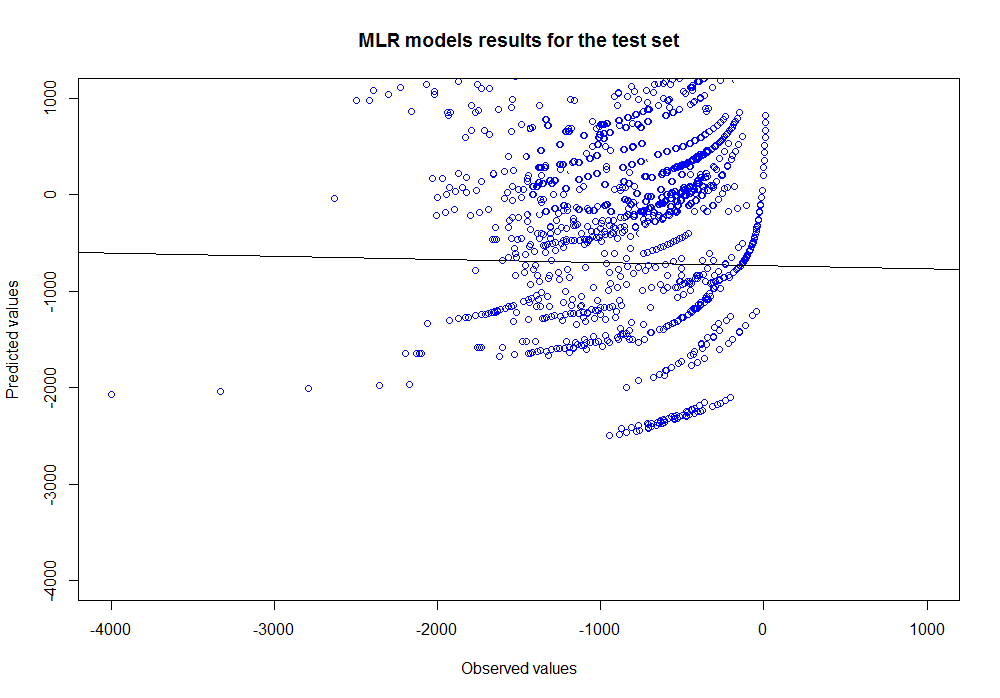 MLR models results for the test set
Predicted values
1000
0
-1000
-2000
-3000
-4000
-4000 -3000 -2000 -1000 0 1000
Observed values